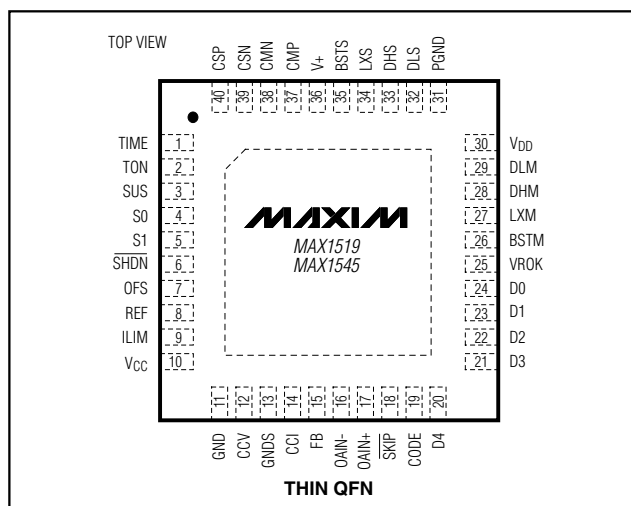 TOP VIEW
CSP CSN CMN CMP V+ BSTS LXS DHS DLS PGND
40 39 38 37 36 35 34 33 32 31
TIME 1 30 VDD
TON 2 29 DLM
SUS 3 28 DHM
S0 4 27 LXM
S1 5 26 BSTM
SHDN 6 25 VROK
OFS 7 24 D0
REF 8 23 D1
ILIM 9 22 D2
VCC 10 21 D3
MAXIM
MAX1519
MAX1545
11 12 13 14 15 16 17 18 19 20
GND CCV GNDS CCI FB OAIN- OAIN+ SKIP CODE D4
THIN QFN